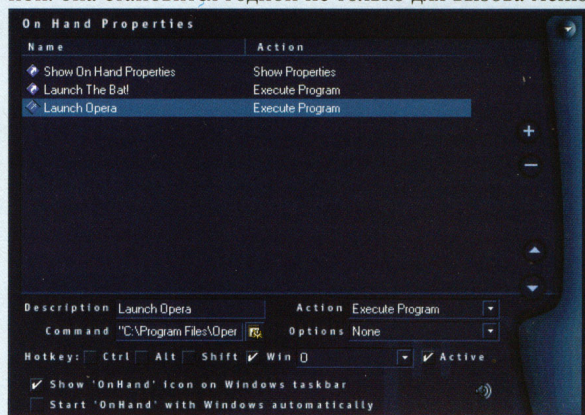 On Hand Properties
Name Action
Show On Hand Properties Show Properties
Launch The Bat! Execute Program
Launch Opera Execute Program
Description Launch Opera Action Execute Program
Command "C:\Program Files\Oper Options None
Hotkey: Ctrl Alt Shift Win O Active
Show 'OnHand' icon on Windows taskbar
Start 'OnHand' with Windows automatically